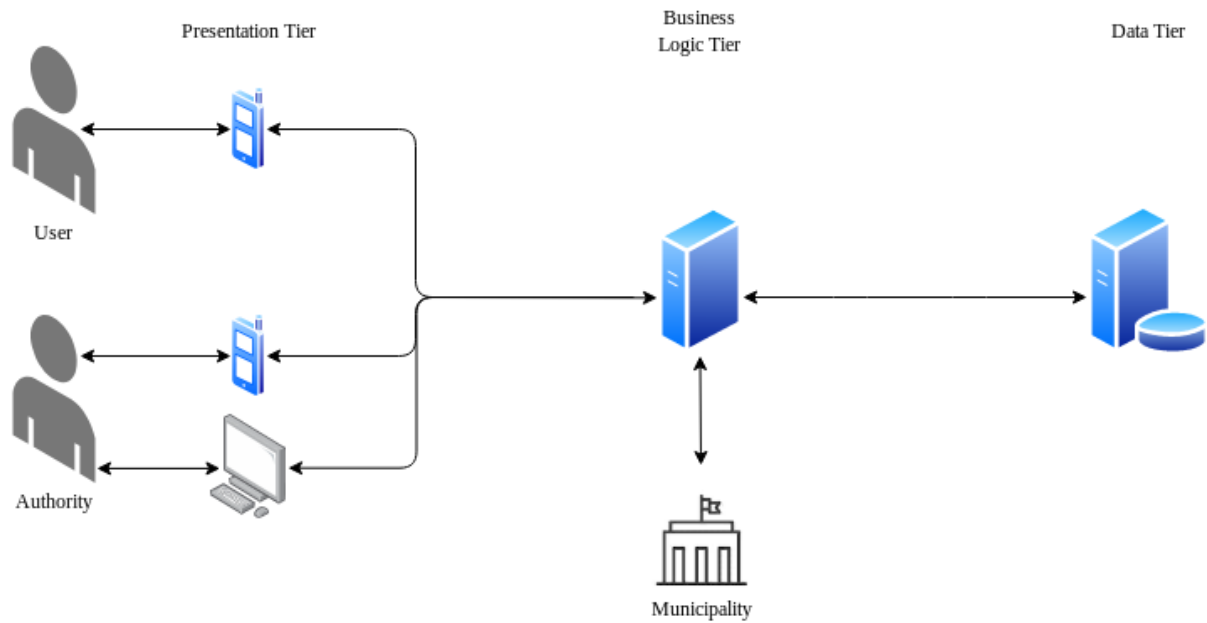 Presentation Tier
Business
Logic Tier
Data Tier
User
Authority
Municipality